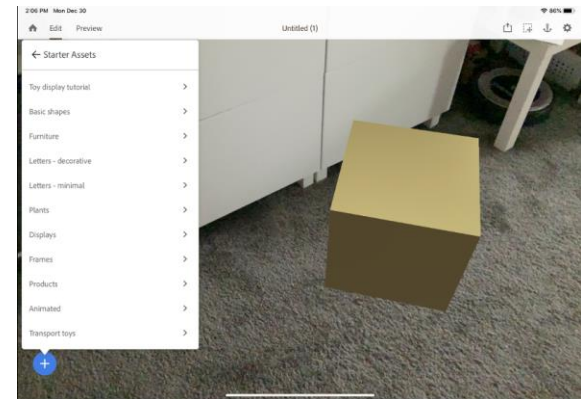 2:06 PM Mon Dec 30
86%
Edit Preview
Untitled (1)
Starter Assets
Toy display tutorial
Basic shapes
Furniture
Letters - decorative
Letters - minimal
Plants
Displays
Frames
Products
Animated
Transport toys